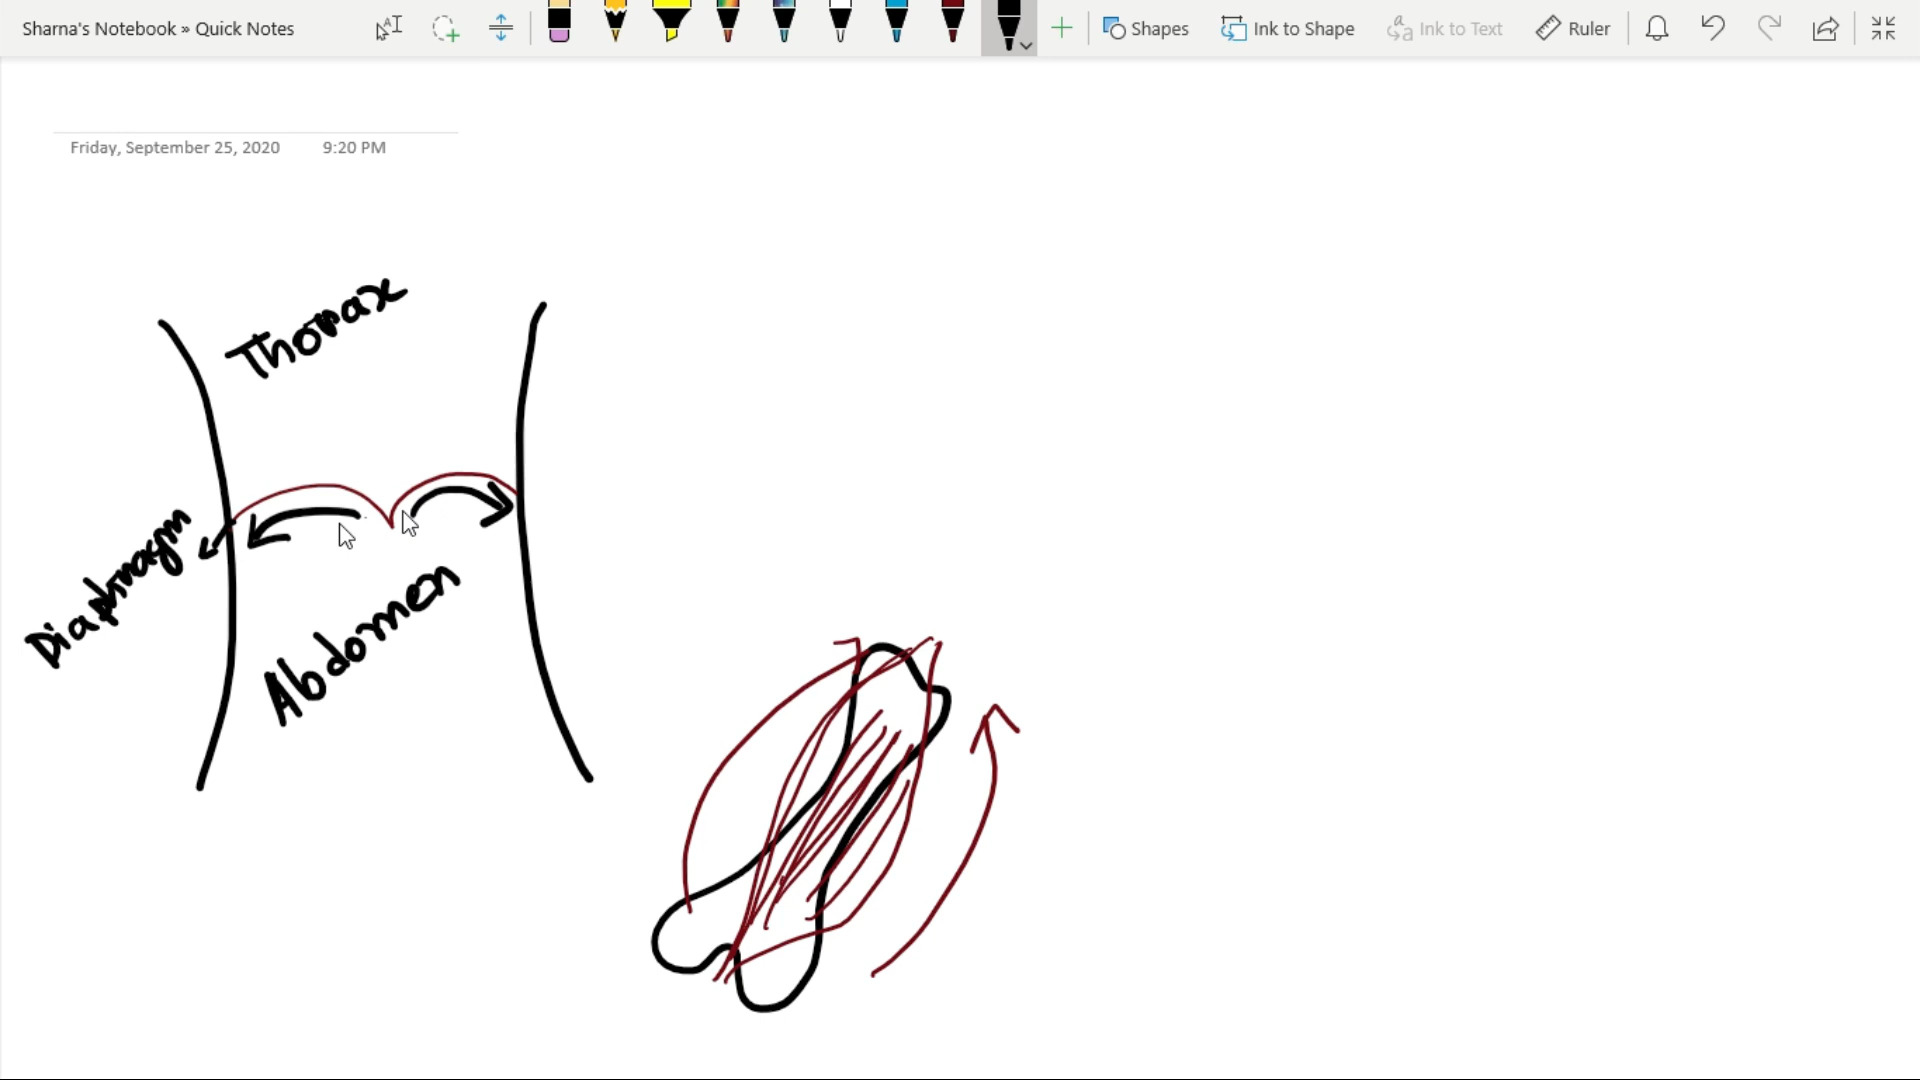 Sharna's Notebook » Quick Notes
Shapes
Ink to Shape
Ink to Text
Ruler
Friday, September 25, 2020 9:20 PM
Thorax
Diaphragm
Abdomen